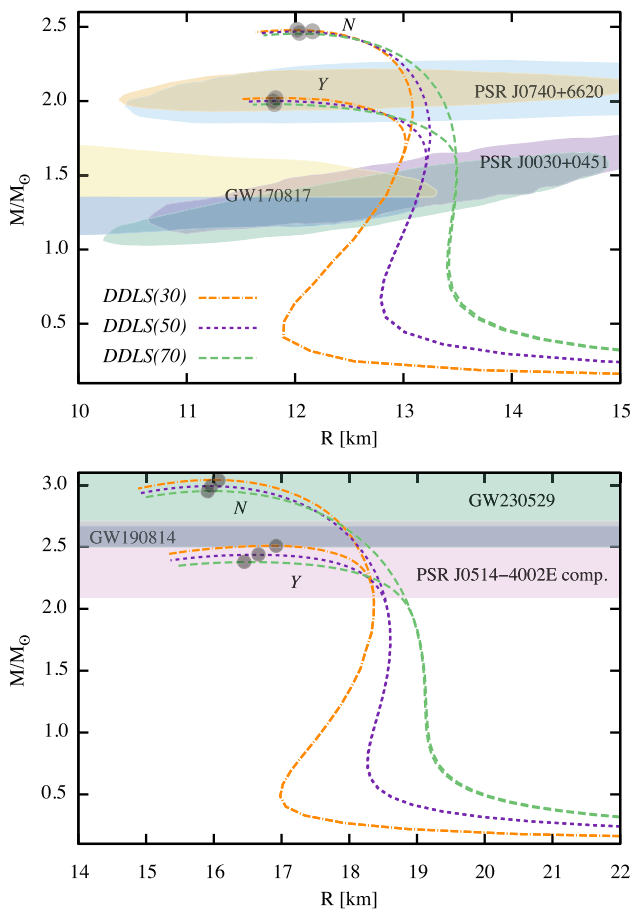 2.5
2.0
1.5
1.0
0.5
M/M⊙
N
Y
PSR J0740+6620
PSR J0030+0451
GW170817
DDLS(30)
DDLS(50)
DDLS(70)
10 11 12 13 14 15
R [km]
3.0
2.5
2.0
1.5
1.0
0.5
M/M⊙
GW230529
N
GW190814
Y
PSR J0514−4002E comp.
14 15 16 17 18 19 20 21 22
R [km]